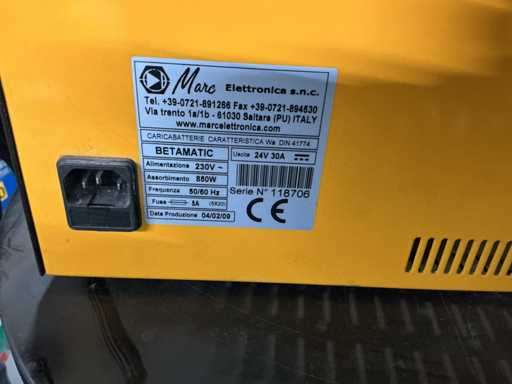 Marc Elettronica s.n.c.
Tel. +39-0721-891266 Fax +39-0721-894530
Via trento 1a/1b - 61030 Saltara (PU) ITALY
www.marcelettronica.com
CARICABATTERIE CARATTERISTICA Wa DIN 41774
BETAMATIC Uscita 24V 30A
Alimentazione 230V ~
Assorbimento 850W
Frequenza 50/60 Hz
Fuse 5A (5X20)
Data Produzione 04/02/09
Serie N° 118706
CE